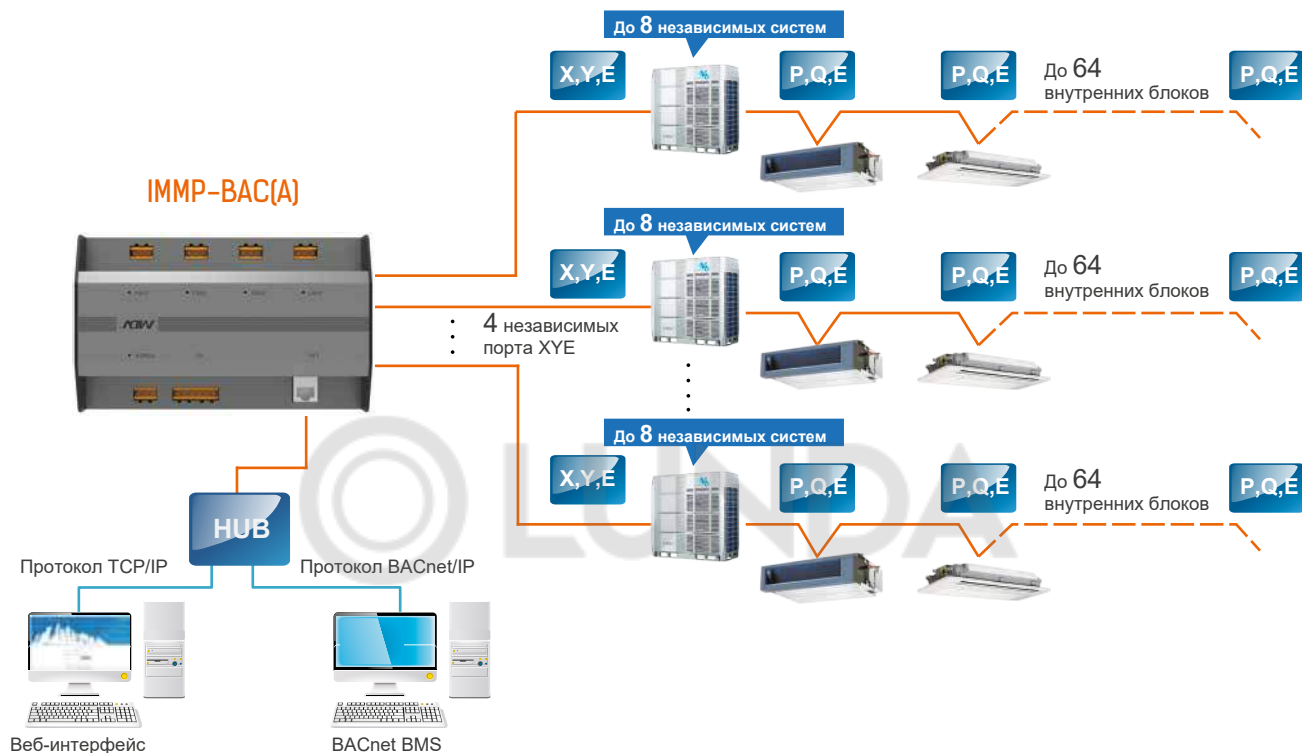 До 8 независимых систем
X,Y,E
P,Q,E
P,Q,E
До 64
внутренних блоков
P,Q,E
IMMP-BAC(A)
MDV
До 8 независимых систем
X,Y,E
P,Q,E
P,Q,E
До 64
внутренних блоков
P,Q,E
4 независимых
порта XYE
До 8 независимых систем
X,Y,E
P,Q,E
P,Q,E
До 64
внутренних блоков
P,Q,E
LUNDA
HUB
Протокол TCP/IP
Протокол BACnet/IP
Веб-интерфейс
BACnet BMS